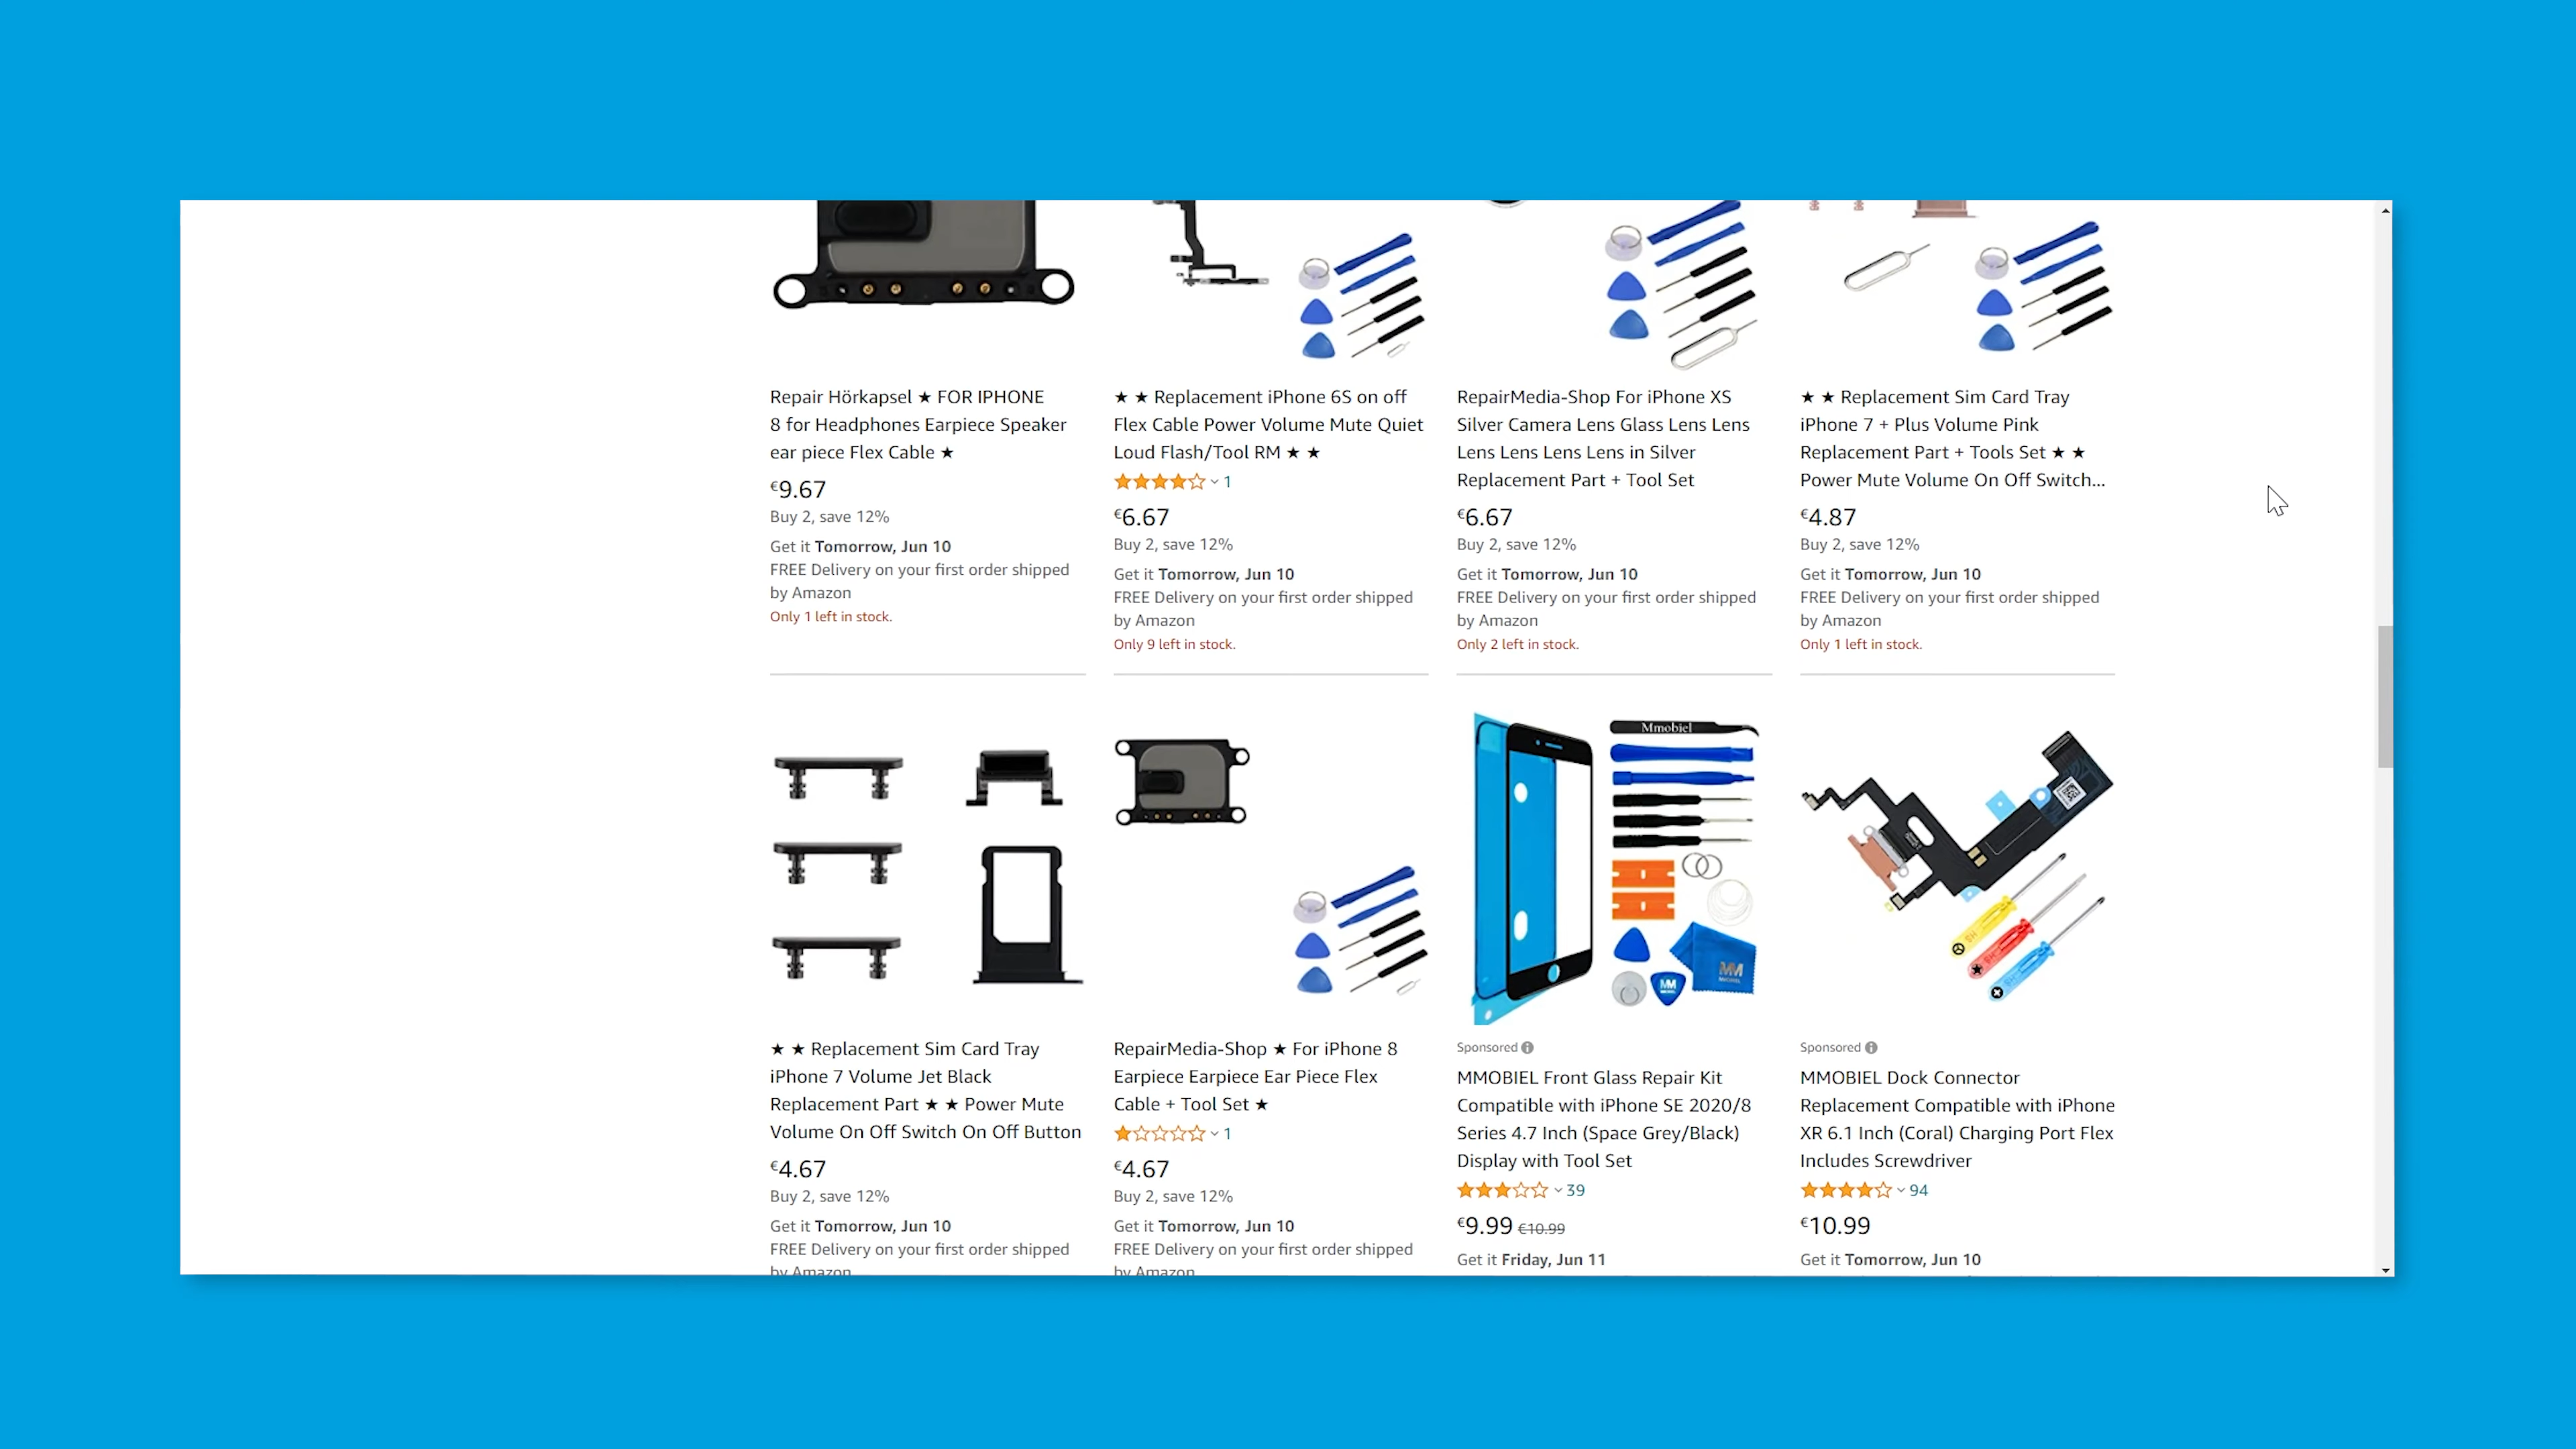 Repair Hörkapsel ★ FOR IPHONE
8 for Headphones Earpiece Speaker
ear piece Flex Cable ★
€9.67
Buy 2, save 12%
Get it Tomorrow, Jun 10
FREE Delivery on your first order shipped
by Amazon
Only 1 left in stock.
★ ★ Replacement iPhone 6S on off
Flex Cable Power Volume Mute Quiet
Loud Flash/Tool RM ★ ★
1
€6.67
Buy 2, save 12%
Get it Tomorrow, Jun 10
FREE Delivery on your first order shipped
by Amazon
Only 9 left in stock.
RepairMedia-Shop For iPhone XS
Silver Camera Lens Glass Lens Lens
Lens Lens Lens Lens in Silver
Replacement Part + Tool Set
€6.67
Buy 2, save 12%
Get it Tomorrow, Jun 10
FREE Delivery on your first order shipped
by Amazon
Only 2 left in stock.
★ ★ Replacement Sim Card Tray
iPhone 7 + Plus Volume Pink
Replacement Part + Tools Set ★ ★
Power Mute Volume On Off Switch...
€4.87
Buy 2, save 12%
Get it Tomorrow, Jun 10
FREE Delivery on your first order shipped
by Amazon
Only 1 left in stock.
★ ★ Replacement Sim Card Tray
iPhone 7 Volume Jet Black
Replacement Part ★ ★ Power Mute
Volume On Off Switch On Off Button
€4.67
Buy 2, save 12%
Get it Tomorrow, Jun 10
FREE Delivery on your first order shipped
by Amazon
RepairMedia-Shop ★ For iPhone 8
Earpiece Earpiece Ear Piece Flex
Cable + Tool Set ★
1
€4.67
Buy 2, save 12%
Get it Tomorrow, Jun 10
FREE Delivery on your first order shipped
by Amazon
Mmobiel
MM
MM
Sponsored
MMOBIEL Front Glass Repair Kit
Compatible with iPhone SE 2020/8
Series 4.7 Inch (Space Grey/Black)
Display with Tool Set
39
€9.99 €10.99
Get it Friday, Jun 11
Sponsored
MMOBIEL Dock Connector
Replacement Compatible with iPhone
XR 6.1 Inch (Coral) Charging Port Flex
Includes Screwdriver
94
€10.99
Get it Tomorrow, Jun 10